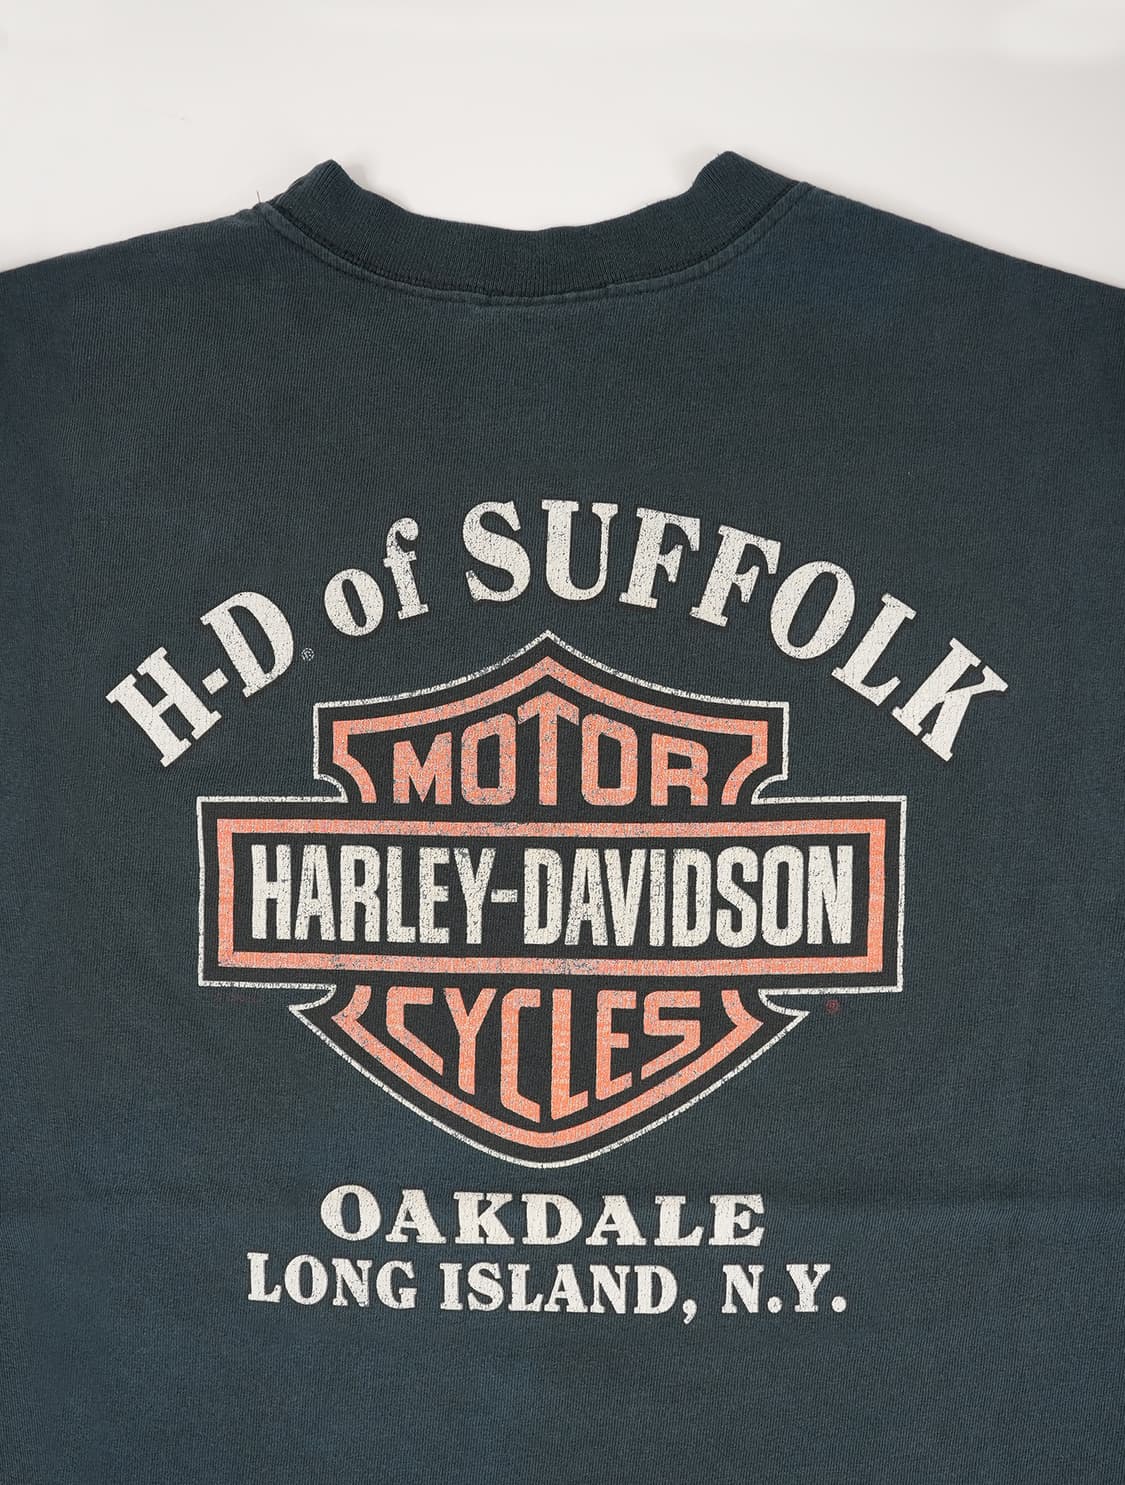 H-D® of SUFFOLK
MOTOR
HARLEY-DAVIDSON
CYCLES
®
OAKDALE
LONG ISLAND, N.Y.